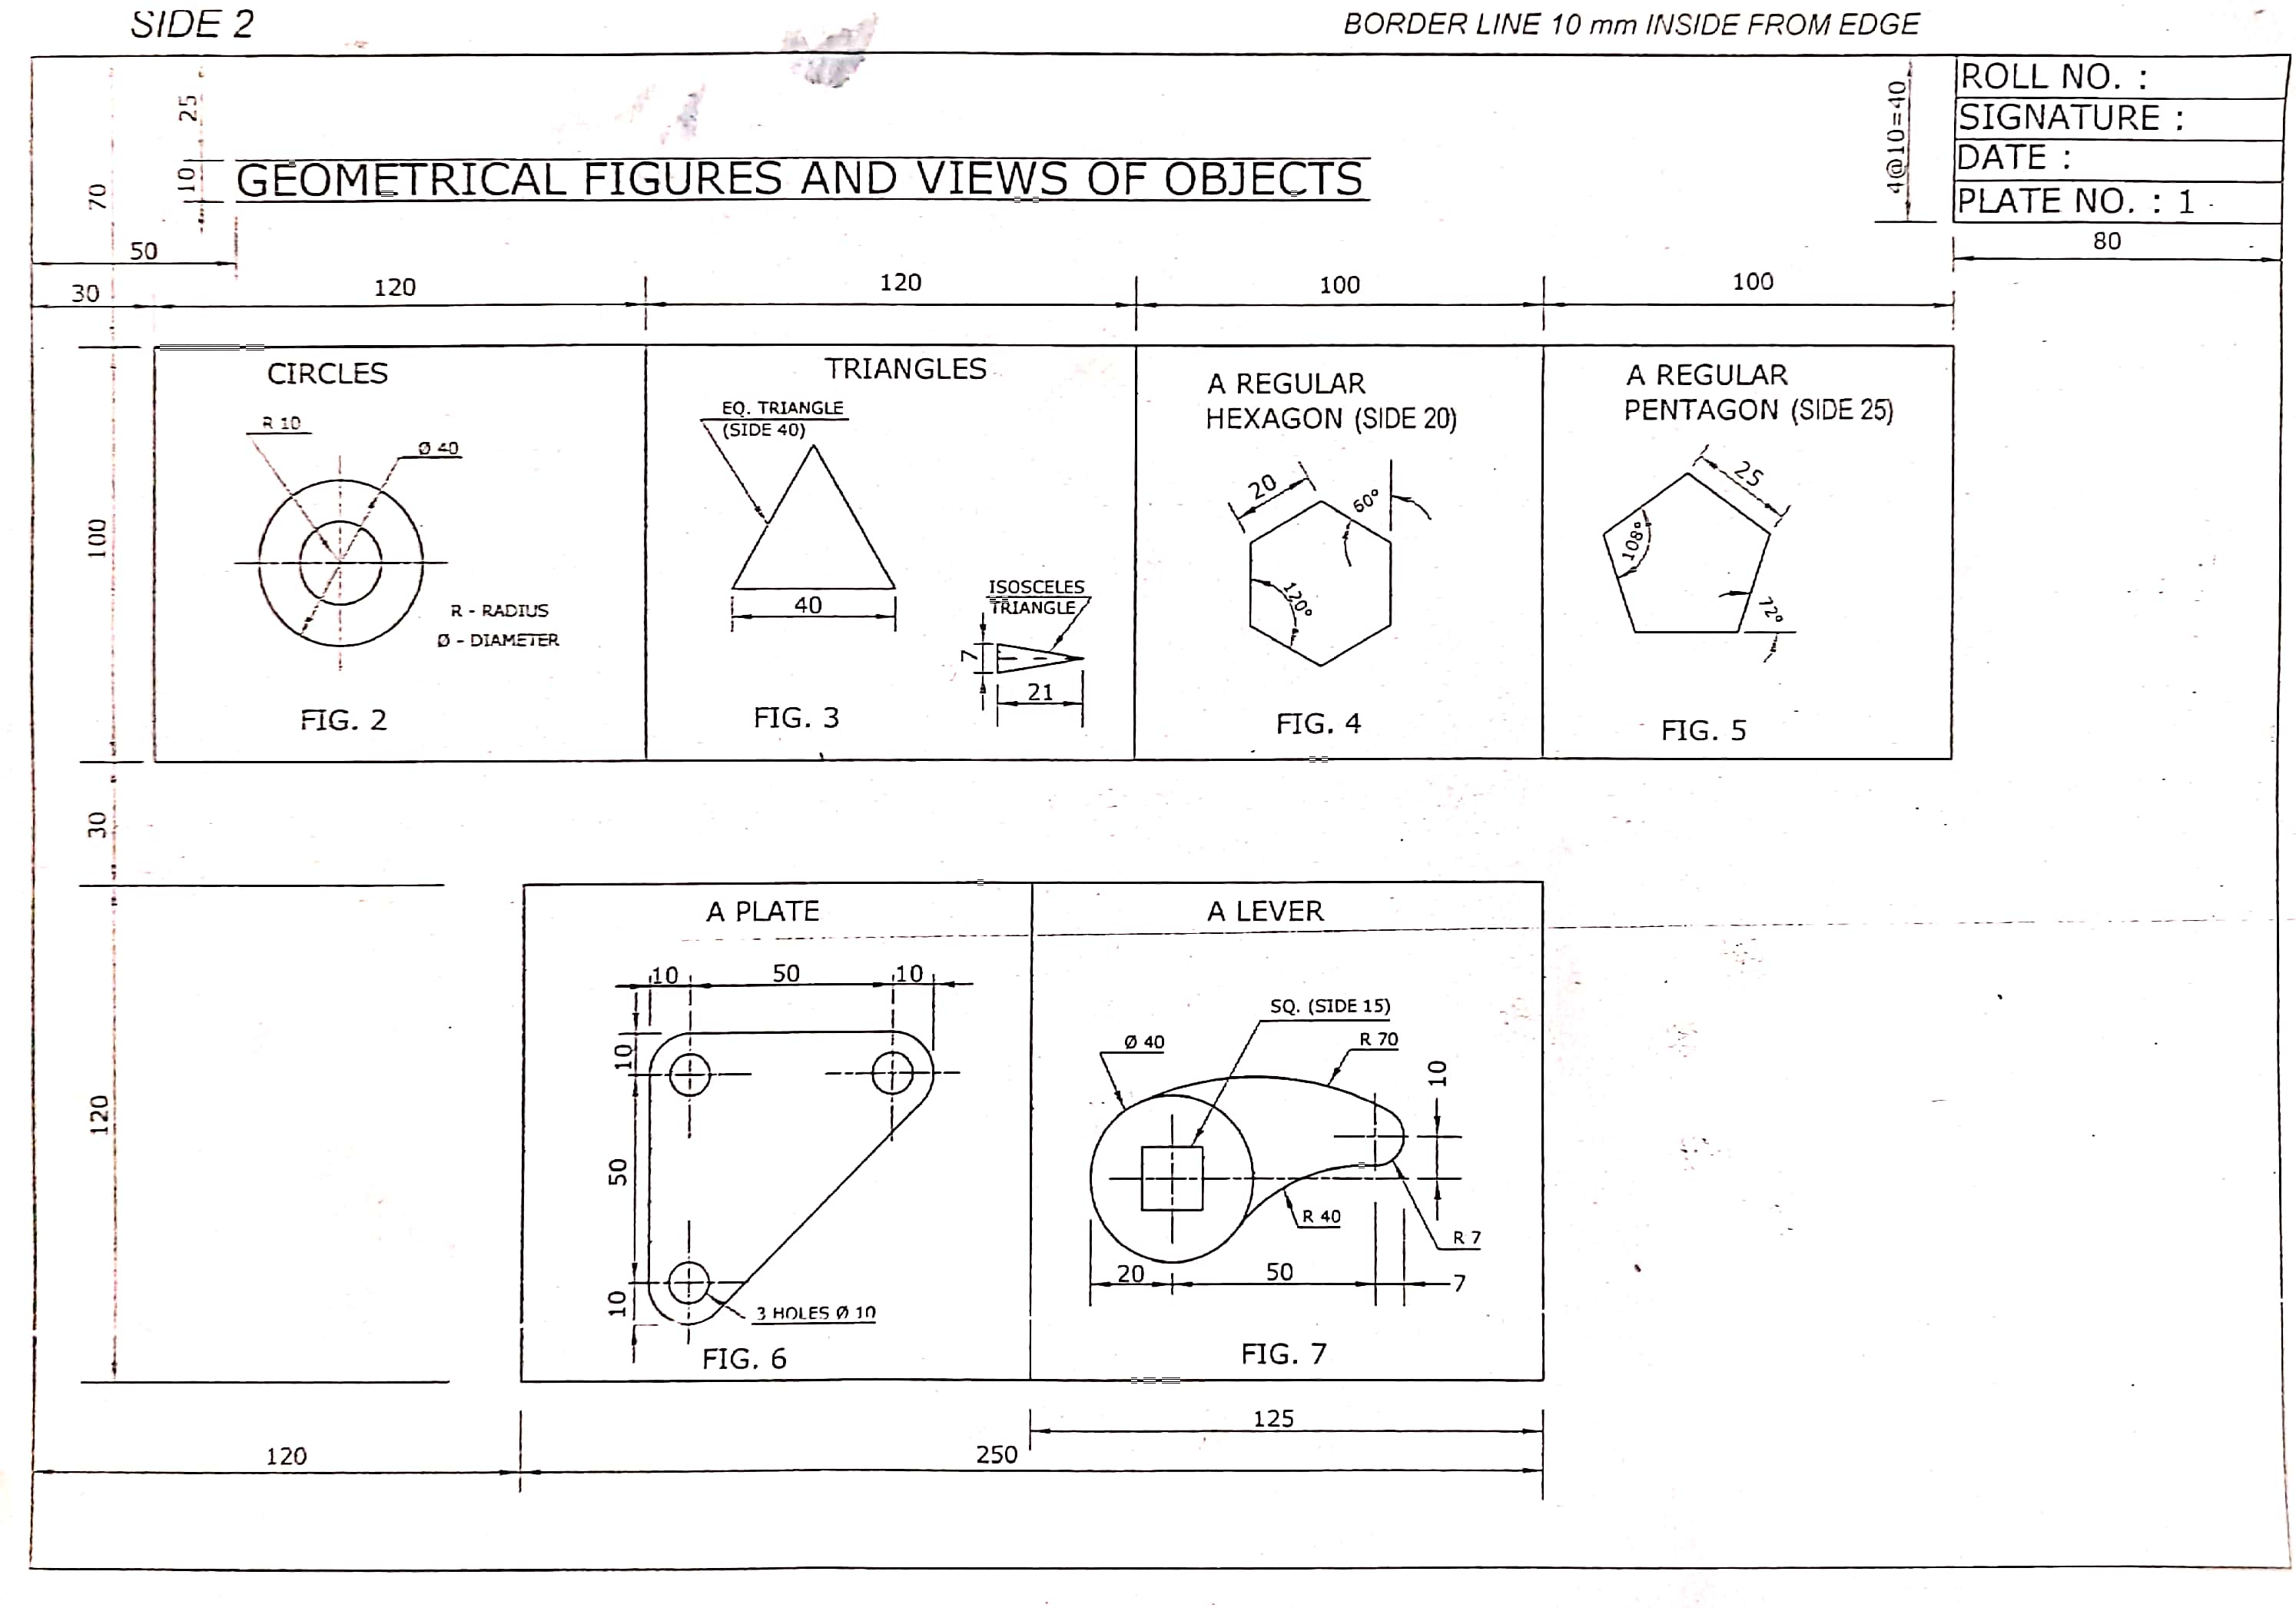 SIDE 2
BORDER LINE 10 mm INSIDE FROM EDGE
ROLL NO. :
SIGNATURE :
DATE :
PLATE NO. : 1
4@10=40
80
25
10
70
GEOMETRICAL FIGURES AND VIEWS OF OBJECTS
50
30
120
120
100
100
100
CIRCLES
R 10
Ø 40
R - RADIUS
Ø - DIAMETER
FIG. 2
TRIANGLES
EQ. TRIANGLE
(SIDE 40)
40
ISOSCELES
TRIANGLE
7
21
FIG. 3
A REGULAR
HEXAGON (SIDE 20)
20
60°
120°
FIG. 4
A REGULAR
PENTAGON (SIDE 25)
25
108°
72°
FIG. 5
30
120
A PLATE
10
50
10
10
50
10
3 HOLES Ø 10
FIG. 6
A LEVER
SQ. (SIDE 15)
Ø 40
R 70
10
R 40
R 7
20
50
7
FIG. 7
125
120
250